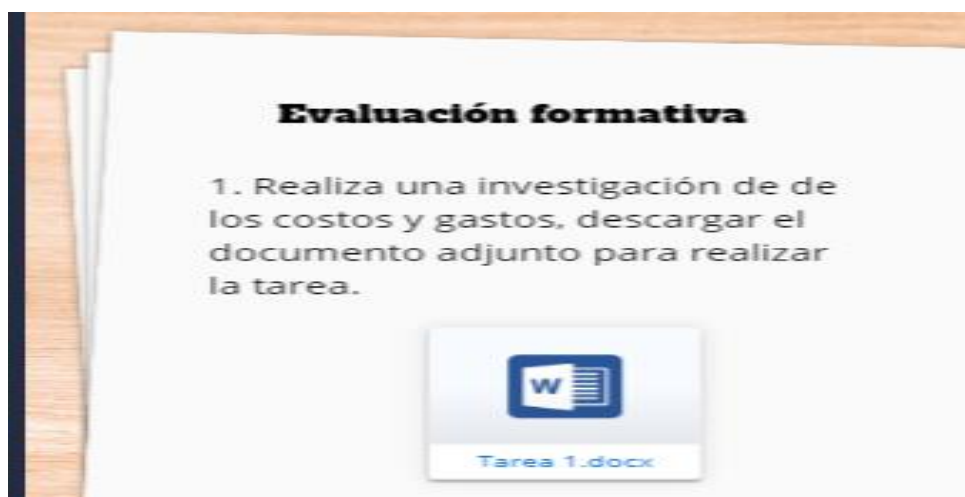 Evaluación formativa
1. Realiza una investigación de de
los costos y gastos, descargar el
documento adjunto para realizar
la tarea.
W
Tarea 1.docx